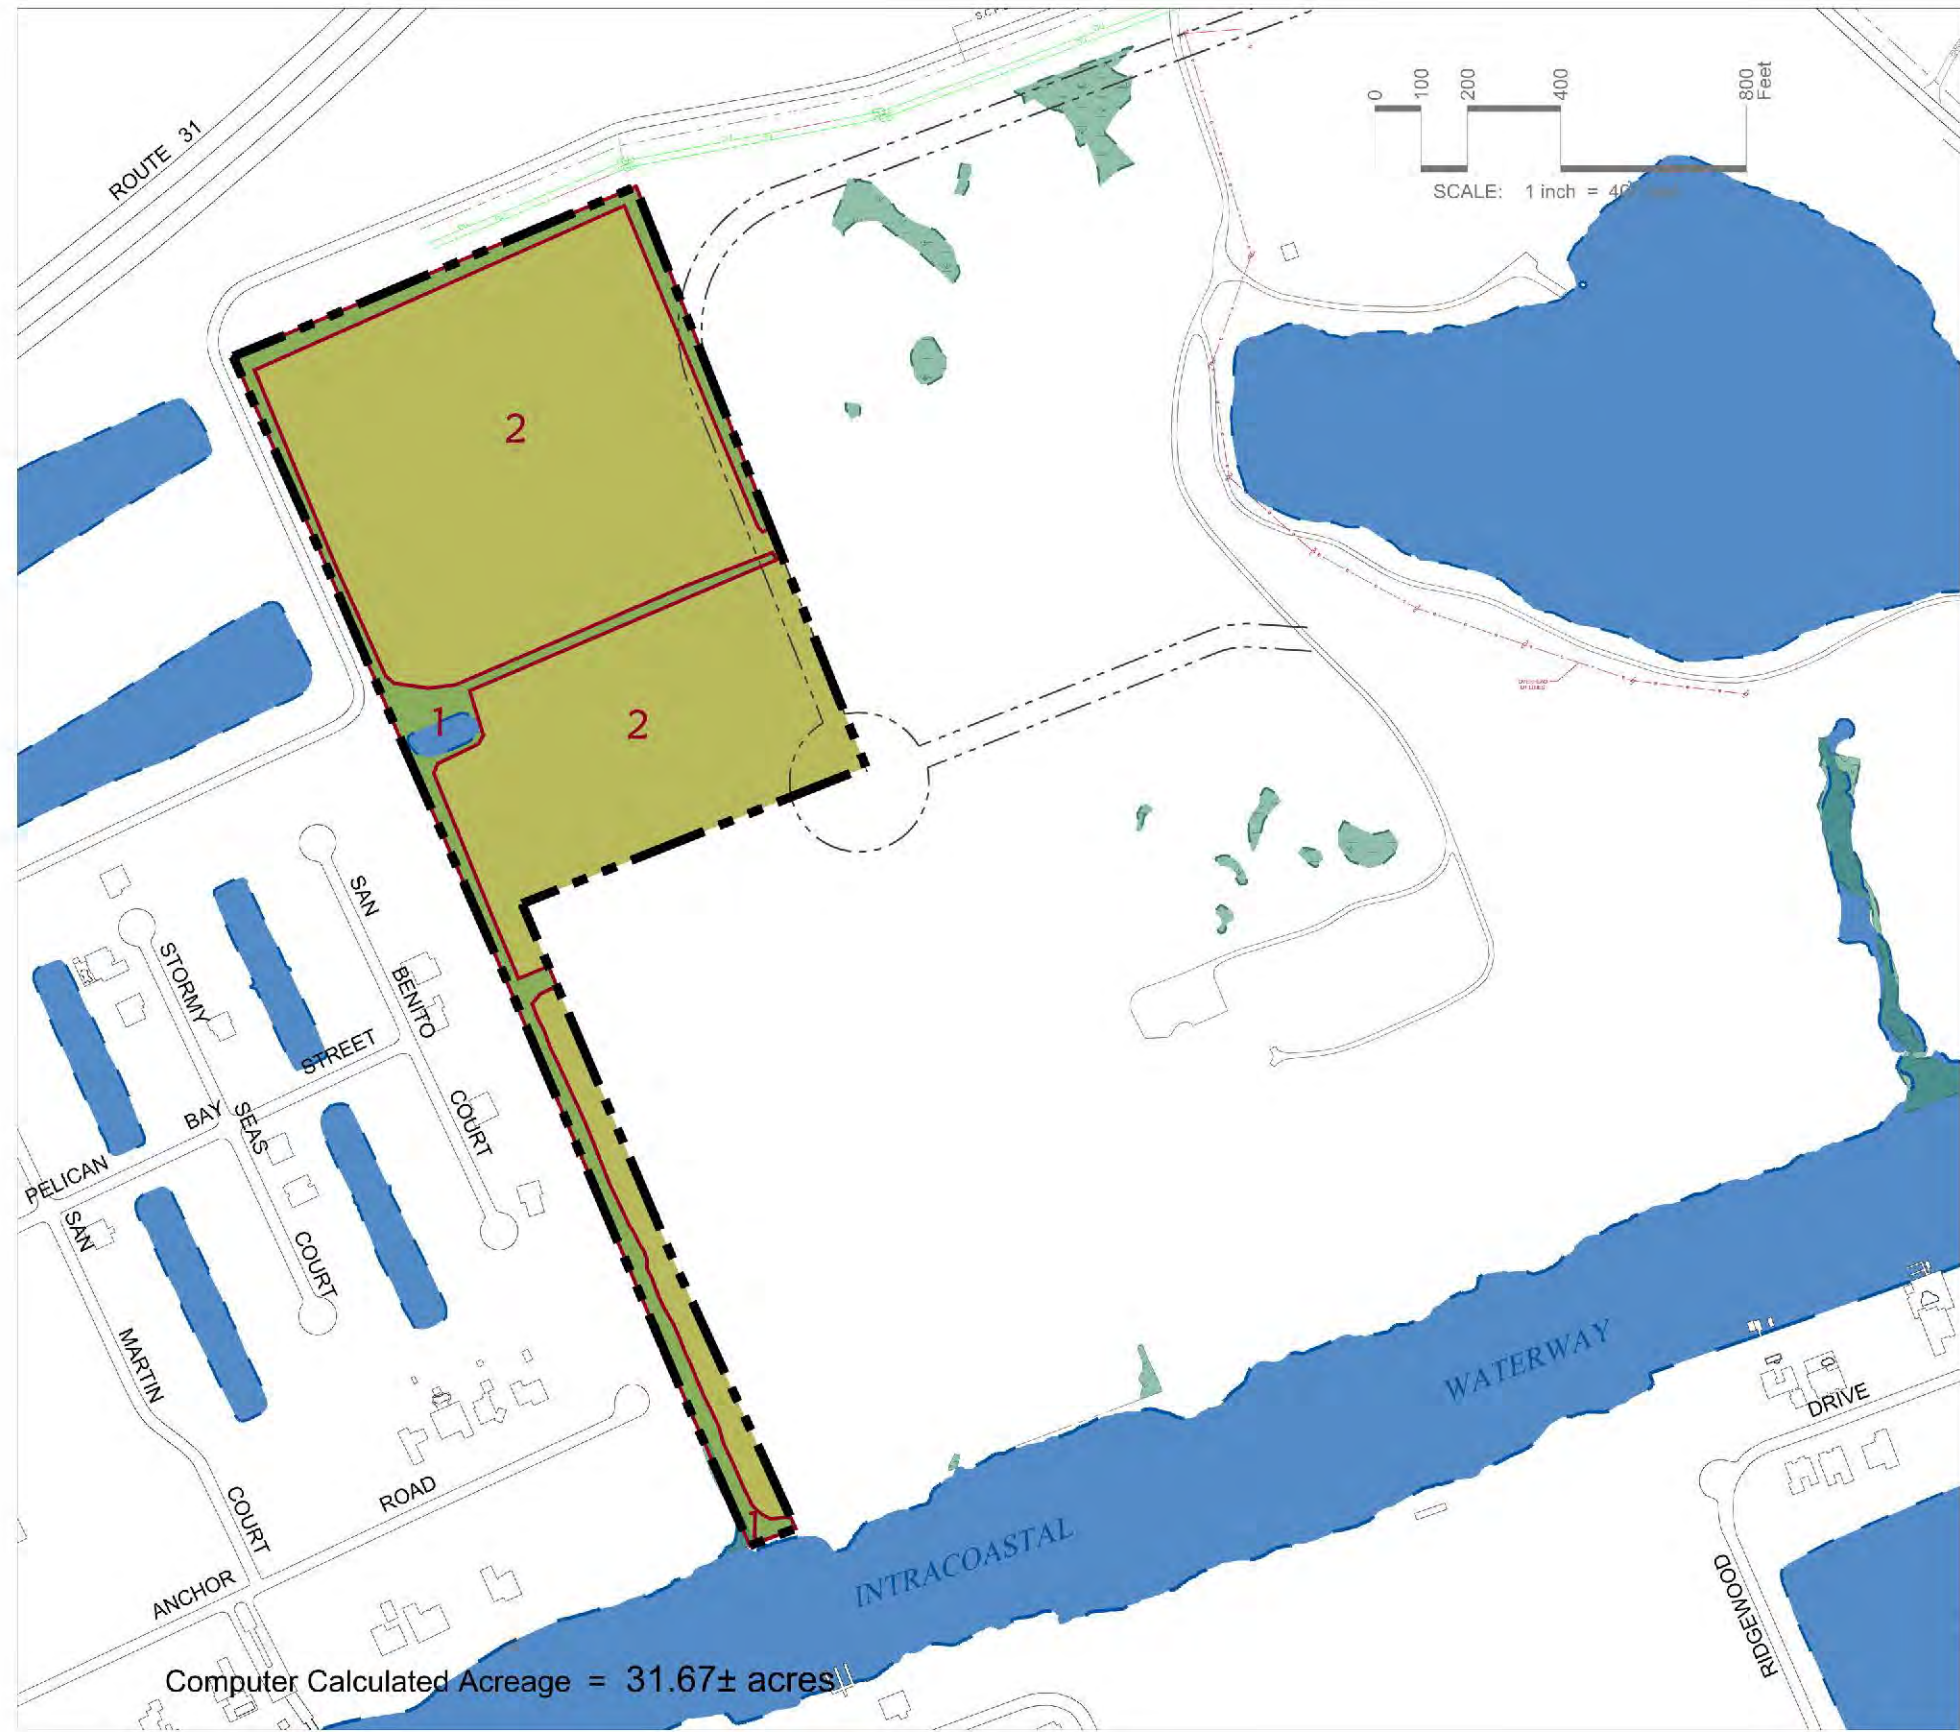 S.C.P.
ROUTE 31
0
100
200
400
800
Feet
SCALE: 1 inch = 40
2
2
1
SAN
BENITO
COURT
STORMY
SEAS
COURT
PELICAN
BAY
STREET
SAN
MARTIN
COURT
ANCHOR
ROAD
1
INTRACOASTAL
WATERWAY
DRIVE
RIDGEWOOD
Computer Calculated Acreage = 31.67± acres